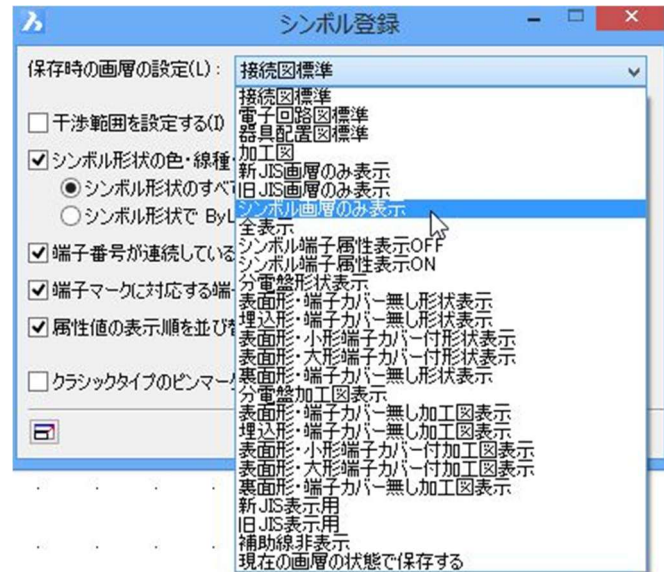 シンボル登録
保存時の画層の設定(L): 接続図標準
接続図標準
電子回路図標準
器具配置図標準
加工図
新JIS画層のみ表示
旧JIS画層のみ表示
シンボル画層のみ表示
全表示
シンボル端子属性表示OFF
シンボル端子属性表示ON
分電盤形状表示
表面形・端子カバー無し形状表示
埋込形・端子カバー無し形状表示
表面形・小形端子カバー付形状表示
表面形・大形端子カバー付形状表示
裏面形・端子カバー無し形状表示
分電盤加工図表示
表面形・端子カバー無し加工図表示
埋込形・端子カバー無し加工図表示
表面形・小形端子カバー付加工図表示
表面形・大形端子カバー付加工図表示
裏面形・端子カバー無し加工図表示
新JIS表示用
旧JIS表示用
補助線非表示
現在の画層の状態で保存する
干渉範囲を設定する(I)
シンボル形状の色・線種・
シンボル形状のすべ
シンボル形状で ByL
端子番号が連続している
端子マークに対応する端
属性値の表示順を並び
クラシックタイプのピンマー